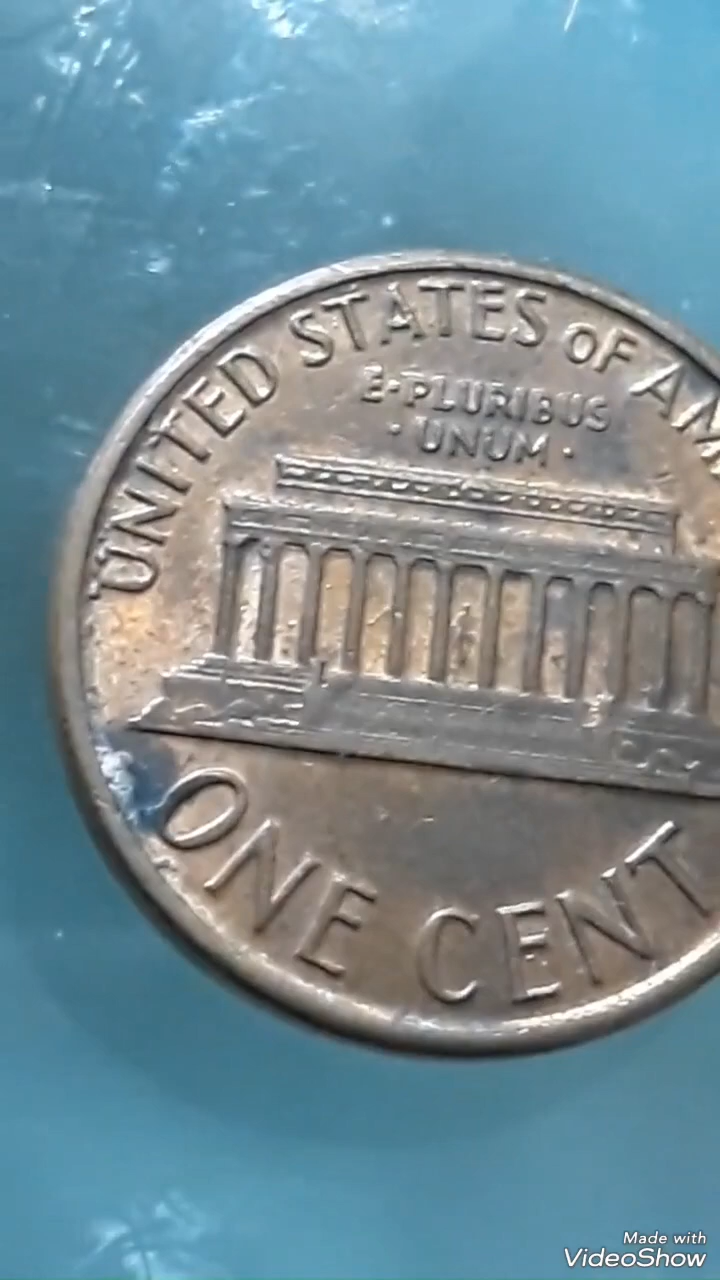 UNITED STATES OF AM
E·PLURIBUS
· UNUM ·
ONE CENT
Made with
VideoShow